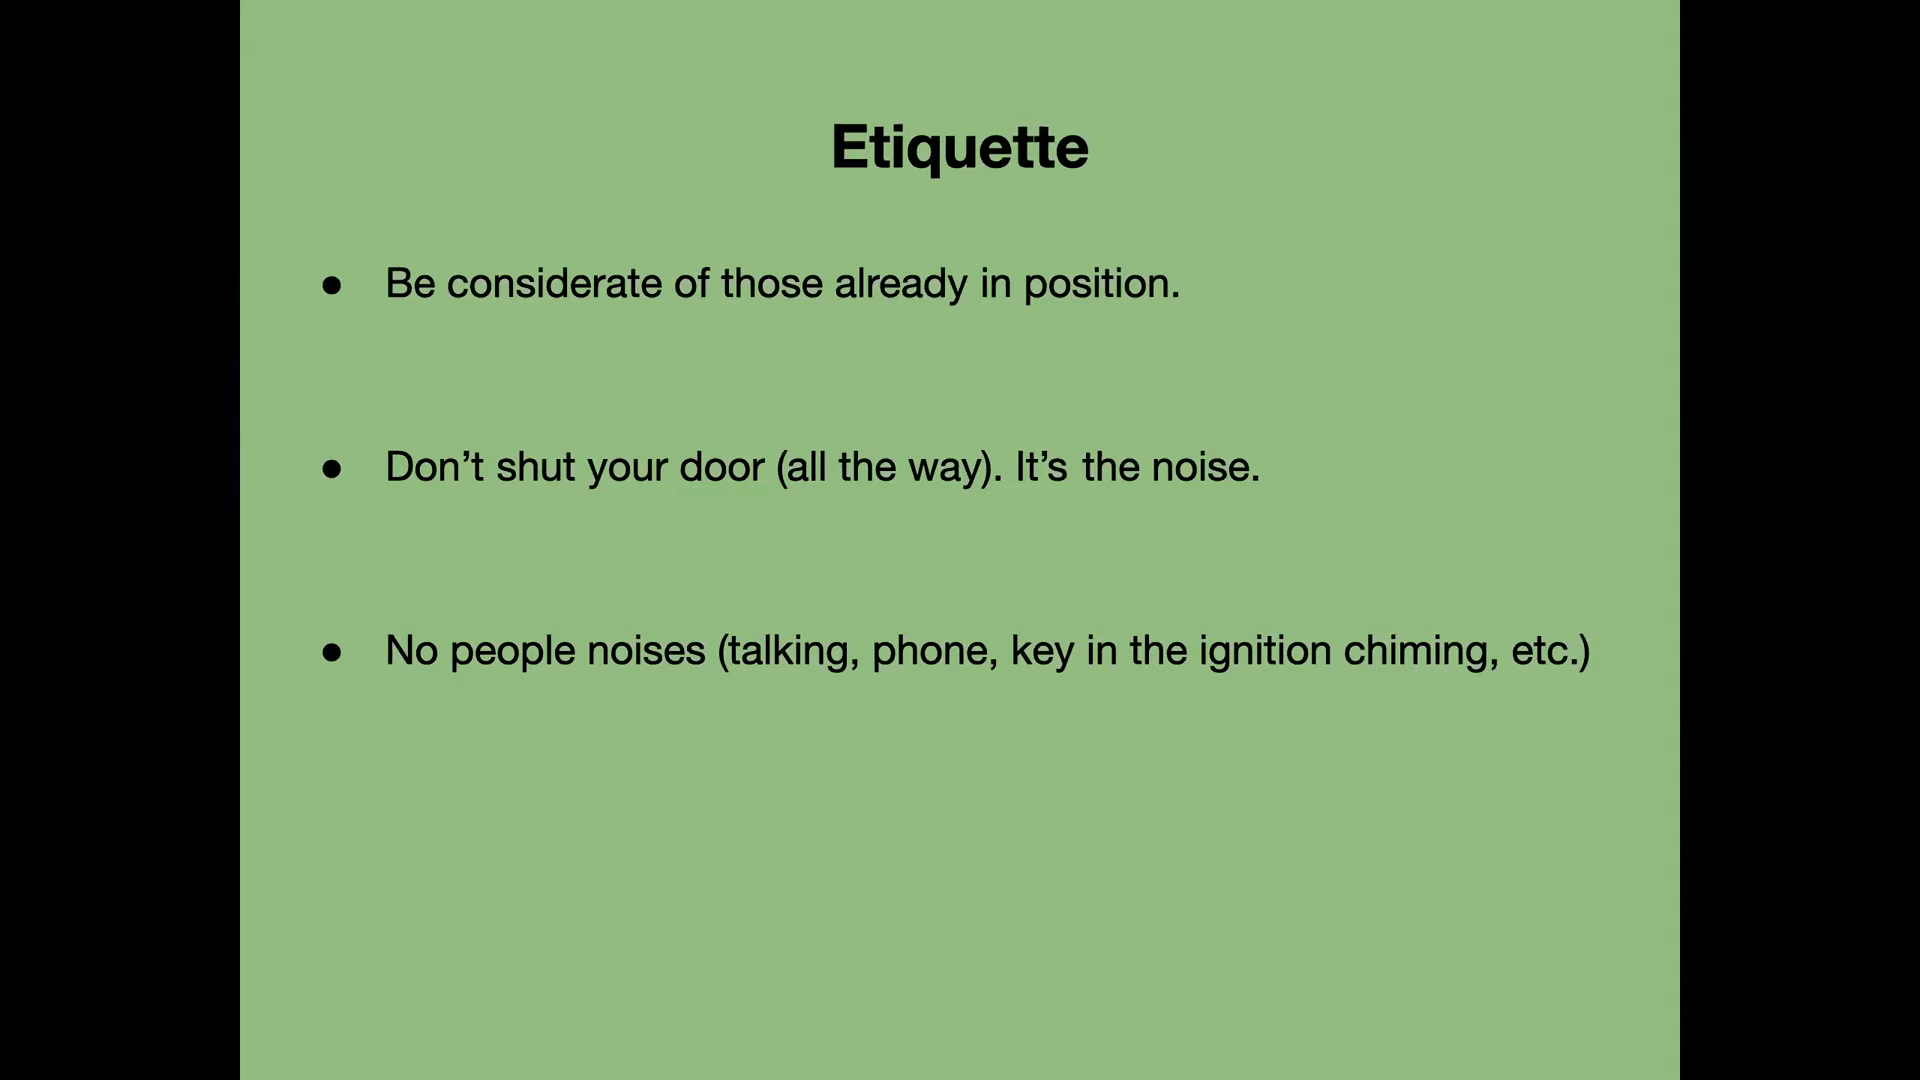 Etiquette
● Be considerate of those already in position.
● Don’t shut your door (all the way). It’s the noise.
● No people noises (talking, phone, key in the ignition chiming, etc.)